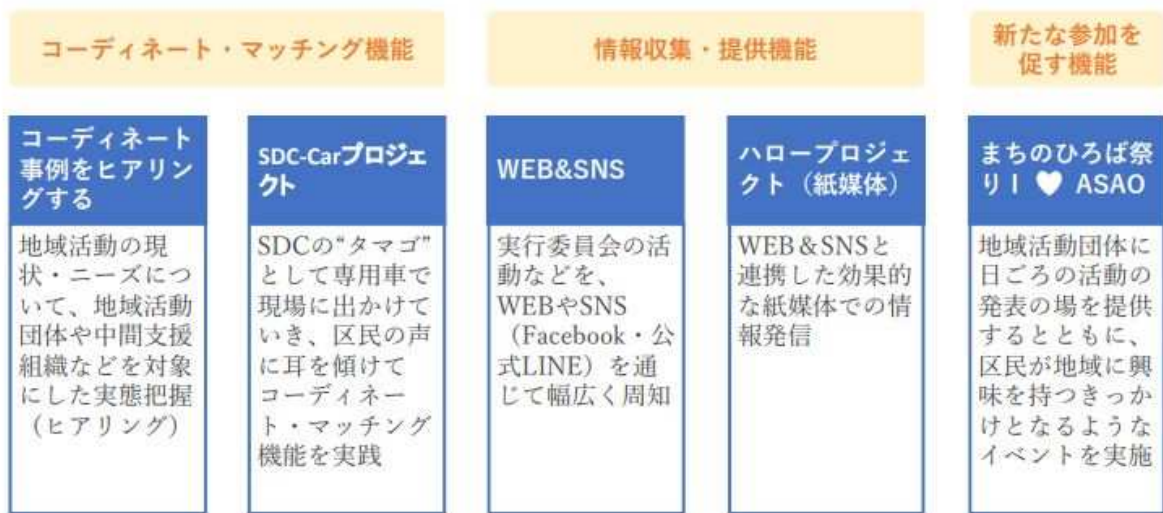 コーディネート・マッチング機能
情報収集・提供機能
新たな参加を
促す機能
コーディネート
事例をヒアリン
グする
地域活動の現
状・ニーズにつ
いて、地域活動
団体や中間支援
組織などを対象
にした実態把握
（ヒアリング）
SDC-Carプロジェ
クト
SDCの“タマゴ”
として専用車で
現場に出かけて
いき、区民の声
に耳を傾けて
コーディネー
ト・マッチング
機能を実践
WEB&SNS
実行委員会の活
動などを、
WEBやSNS
（Facebook・公
式LINE）を通
じて幅広く周知
ハロープロジェ
クト（紙媒体）
WEB＆SNSと
連携した効果的
な紙媒体での情
報発信
まちのひろば祭
りI ♥ ASAO
地域活動団体に
日ごろの活動の
発表の場を提供
するとともに、
区民が地域に興
味を持つきっか
けとなるような
イベントを実施